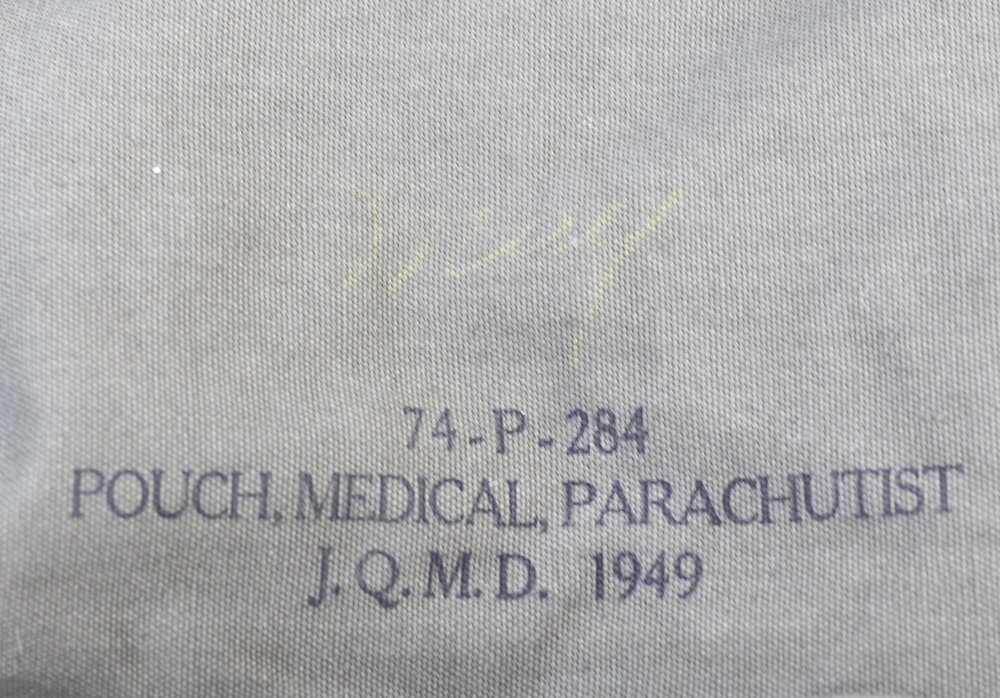 74-P-284
POUCH, MEDICAL, PARACHUTIST
J. Q. M. D. 1949